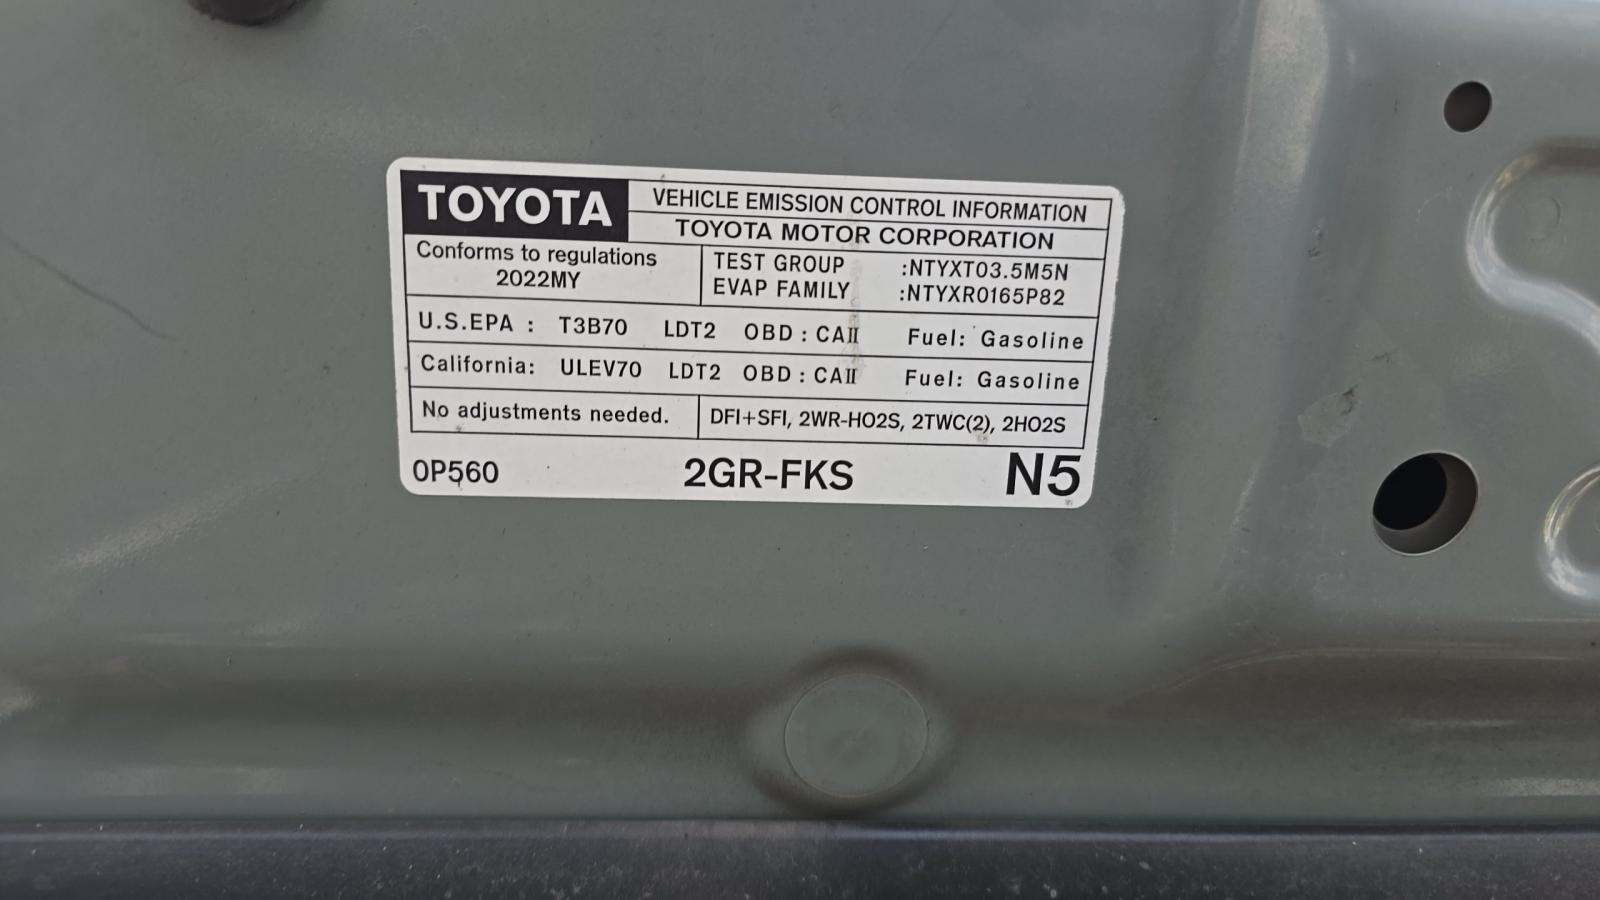 TOYOTA
VEHICLE EMISSION CONTROL INFORMATION
TOYOTA MOTOR CORPORATION
Conforms to regulations
2022MY
TEST GROUP :NTYXT03.5M5N
EVAP FAMILY :NTYXR0165P82
U.S.EPA : T3B70 LDT2 OBD : CAII Fuel: Gasoline
California: ULEV70 LDT2 OBD : CAII Fuel: Gasoline
No adjustments needed.
DFI+SFI, 2WR-HO2S, 2TWC(2), 2HO2S
0P560 2GR-FKS N5